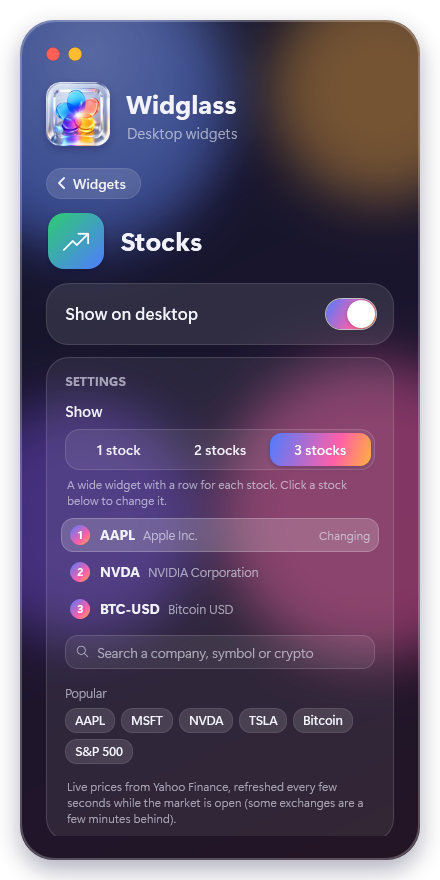 Widglass
Desktop widgets
Widgets
Stocks
Show on desktop
SETTINGS
Show
1 stock 2 stocks 3 stocks
A wide widget with a row for each stock. Click a stock
below to change it.
1 AAPL Apple Inc. Changing
2 NVDA NVIDIA Corporation
3 BTC-USD Bitcoin USD
Search a company, symbol or crypto
Popular
AAPL MSFT NVDA TSLA Bitcoin
S&P 500
Live prices from Yahoo Finance, refreshed every few
seconds while the market is open (some exchanges are a
few minutes behind).